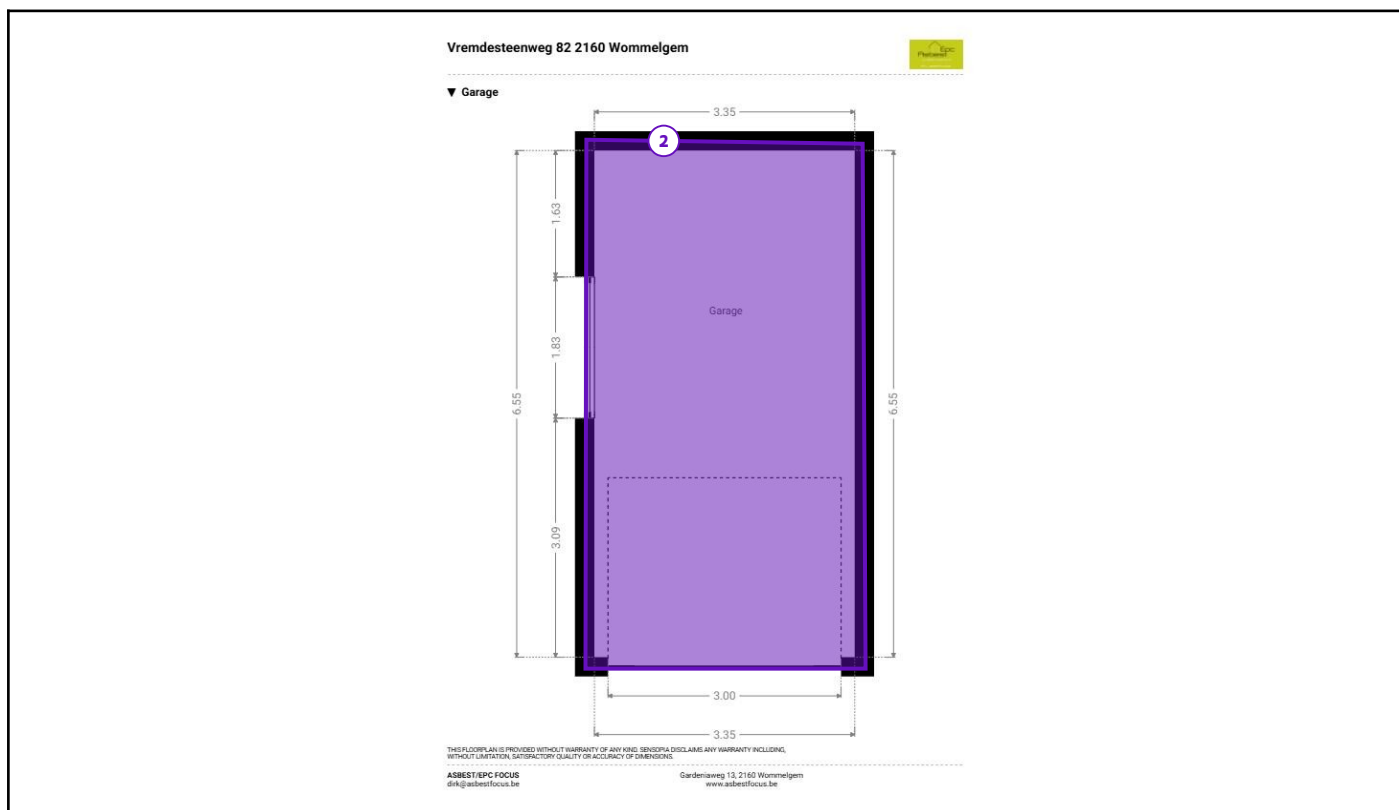 Vremdesteenweg 82 2160 Wommelgem
Epc
▼ Garage
3.35
2
1.63
Garage
1.83
6.55
6.55
3.09
3.00
3.35
THIS FLOORPLAN IS PROVIDED WITHOUT WARRANTY OF ANY KIND. SENSOPIA DISCLAIMS ANY WARRANTY INCLUDING,
WITHOUT LIMITATION, SATISFACTORY QUALITY OR ACCURACY OF DIMENSIONS.
ASBEST/EPC FOCUS
dirk@asbestfocus.be
Gardeniaweg 13, 2160 Wommelgem
www.asbestfocus.be